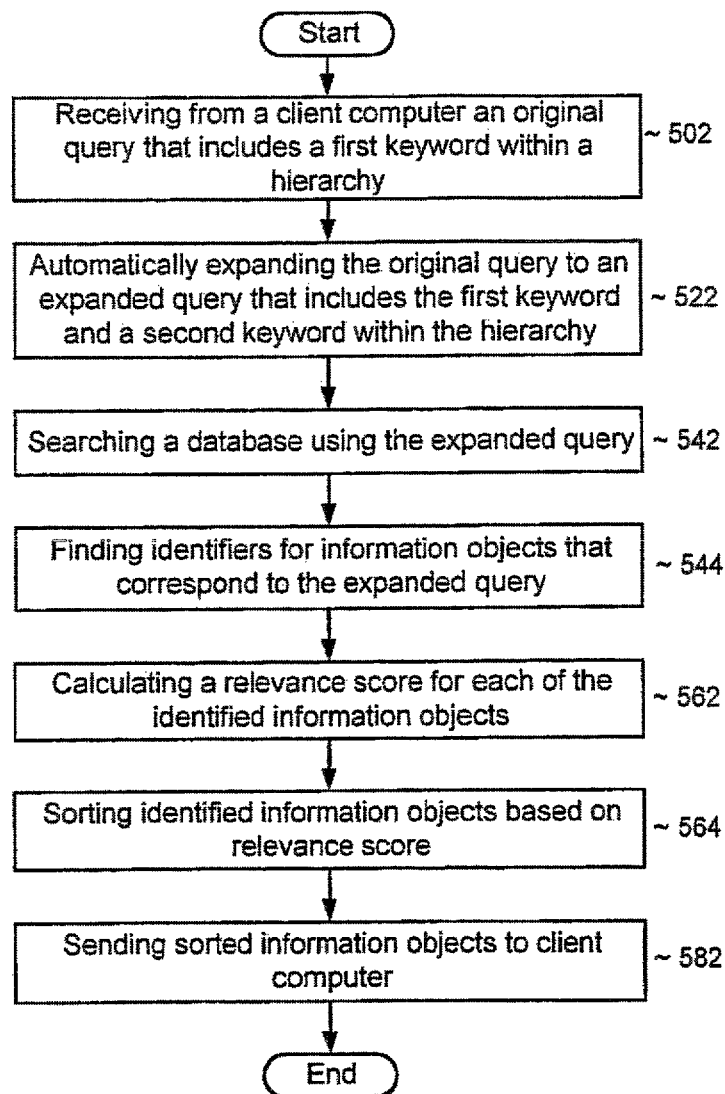 Start
Receiving from a client computer an original
query that includes a first keyword within a
hierarchy
~ 502
Automatically expanding the original query to an
expanded query that includes the first keyword
and a second keyword within the hierarchy
~ 522
Searching a database using the expanded query
~ 542
Finding identifiers for information objects that
correspond to the expanded query
~ 544
Calculating a relevance score for each of the
identified information objects
~ 562
Sorting identified information objects based on
relevance score
~ 564
Sending sorted information objects to client
computer
~ 582
End